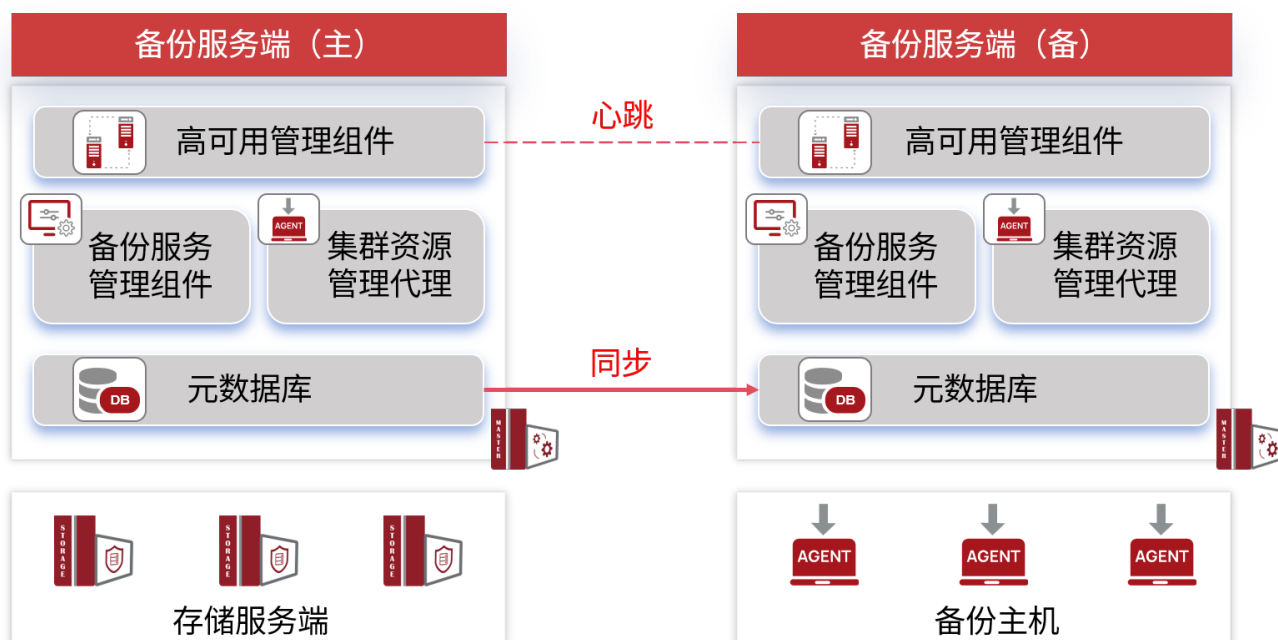 备份服务端（主）
备份服务端（备）
高可用管理组件
心跳
高可用管理组件
备份服务
管理组件
AGENT
集群资源
管理代理
备份服务
管理组件
AGENT
集群资源
管理代理
DB
元数据库
同步
DB
元数据库
MASTER
MASTER
STORAGE
STORAGE
STORAGE
存储服务端
AGENT
AGENT
AGENT
备份主机